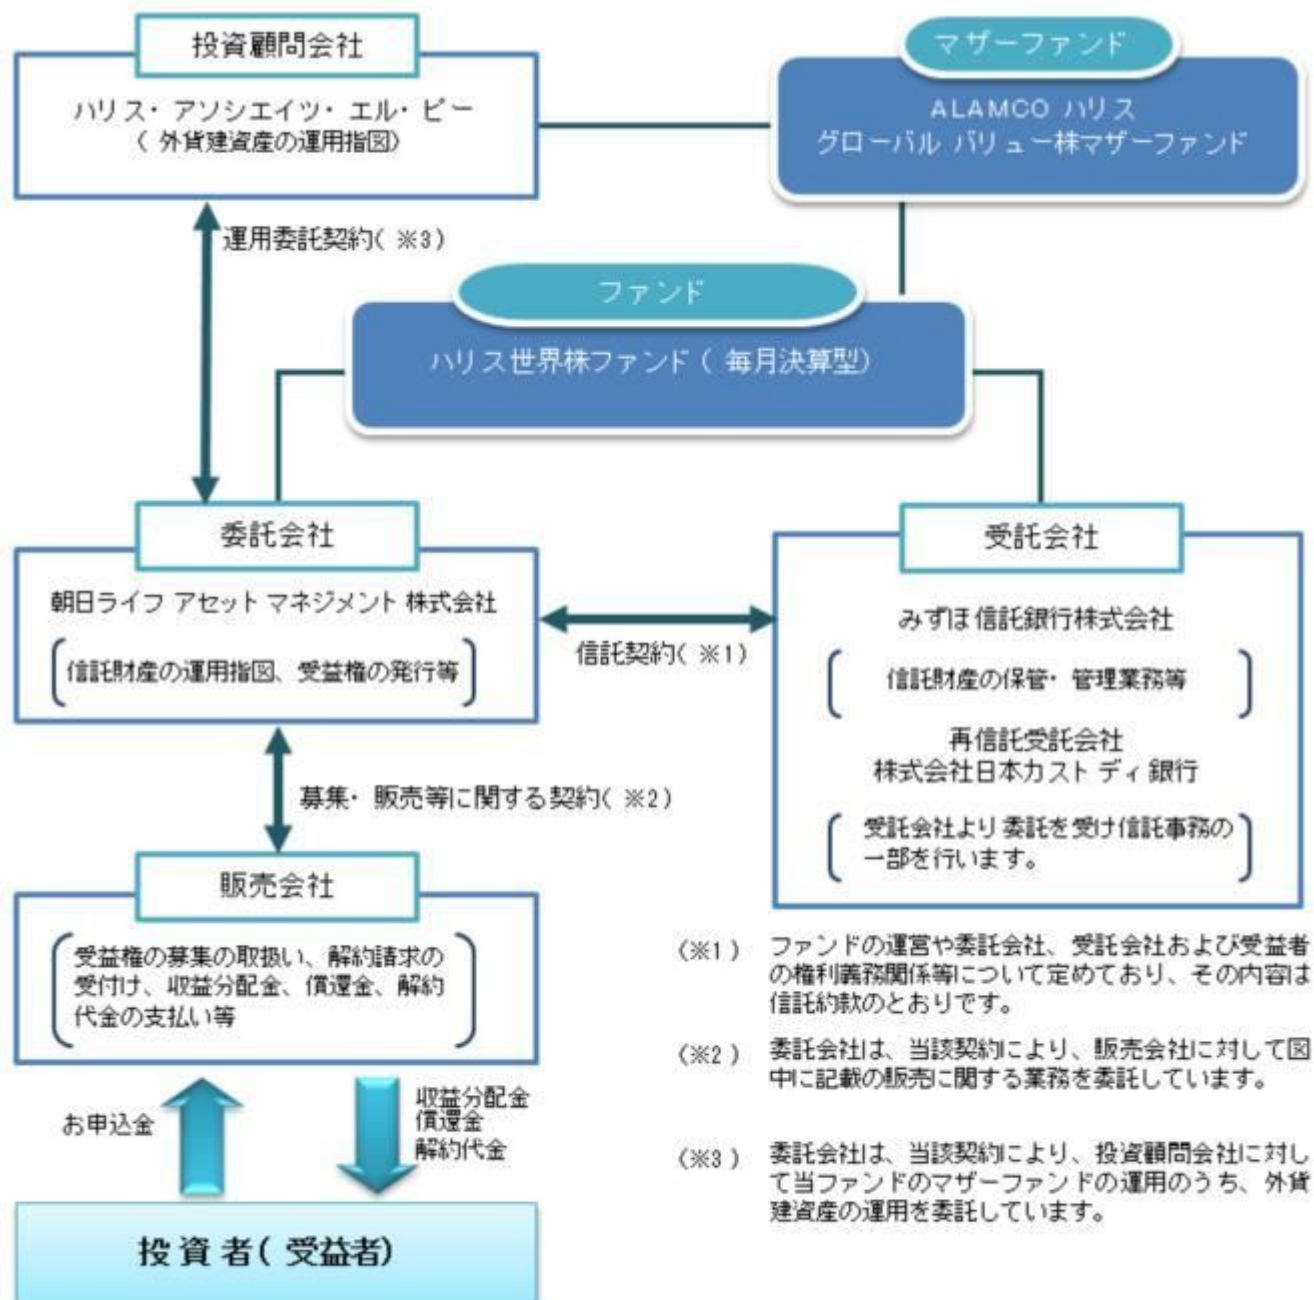 投資顧問会社
ハリス・アソシエイツ・エル・ピー
( 外貨建資産の運用指図)
マザーファンド
ALAMCO ハリス
グローバル バリュー株マザーファンド
運用委託契約( ※3)
ファンド
ハリス世界株ファンド( 毎月決算型)
委託会社
朝日ライフ アセット マネジメント 株式会社
信託財産の運用指図、受益権の発行等
信託契約( ※1)
受託会社
みずほ信託銀行株式会社
信託財産の保管・管理業務等
再信託受託会社
株式会社日本カストディ銀行
受託会社より委託を受け信託事務の
一部を行います。
募集・販売等に関する契約( ※2)
販売会社
受益権の募集の取扱い、解約請求の
受付け、収益分配金、償還金、解約
代金の支払い等
お申込金
収益分配金
償還金
解約代金
投資者( 受益者)
(※1) ファンドの運営や委託会社、受託会社および受益者
の権利義務関係等について定めており、その内容は
信託約款のとおりです。
(※2) 委託会社は、当該契約により、販売会社に対して図
中に記載の販売に関する業務を委託しています。
(※3) 委託会社は、当該契約により、投資顧問会社に対し
て当ファンドのマザーファンドの運用のうち、外貨
建資産の運用を委託しています。